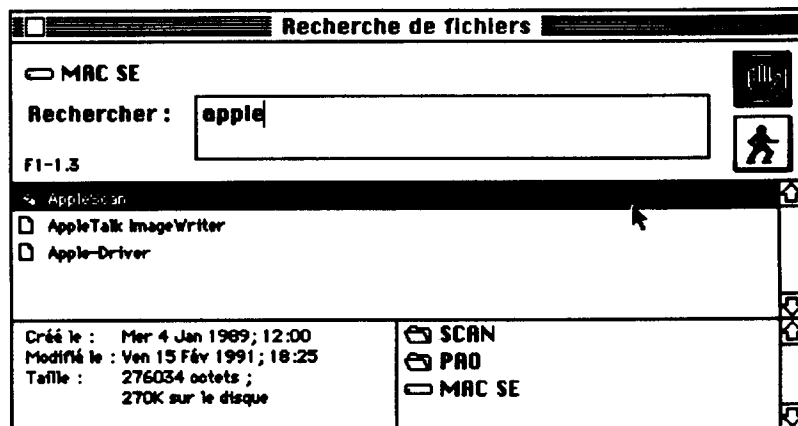 Recherche de fichiers
MAC SE
Rechercher : apple
F1-1.3
AppleScan
AppleTalk ImageWriter
Apple-Driver
Créé le : Mer 4 Jan 1989; 12:00
Modifié le : Ven 15 Fév 1991; 18:25
Taille : 276034 octets ;
270K sur le disque
SCAN
PAO
MAC SE